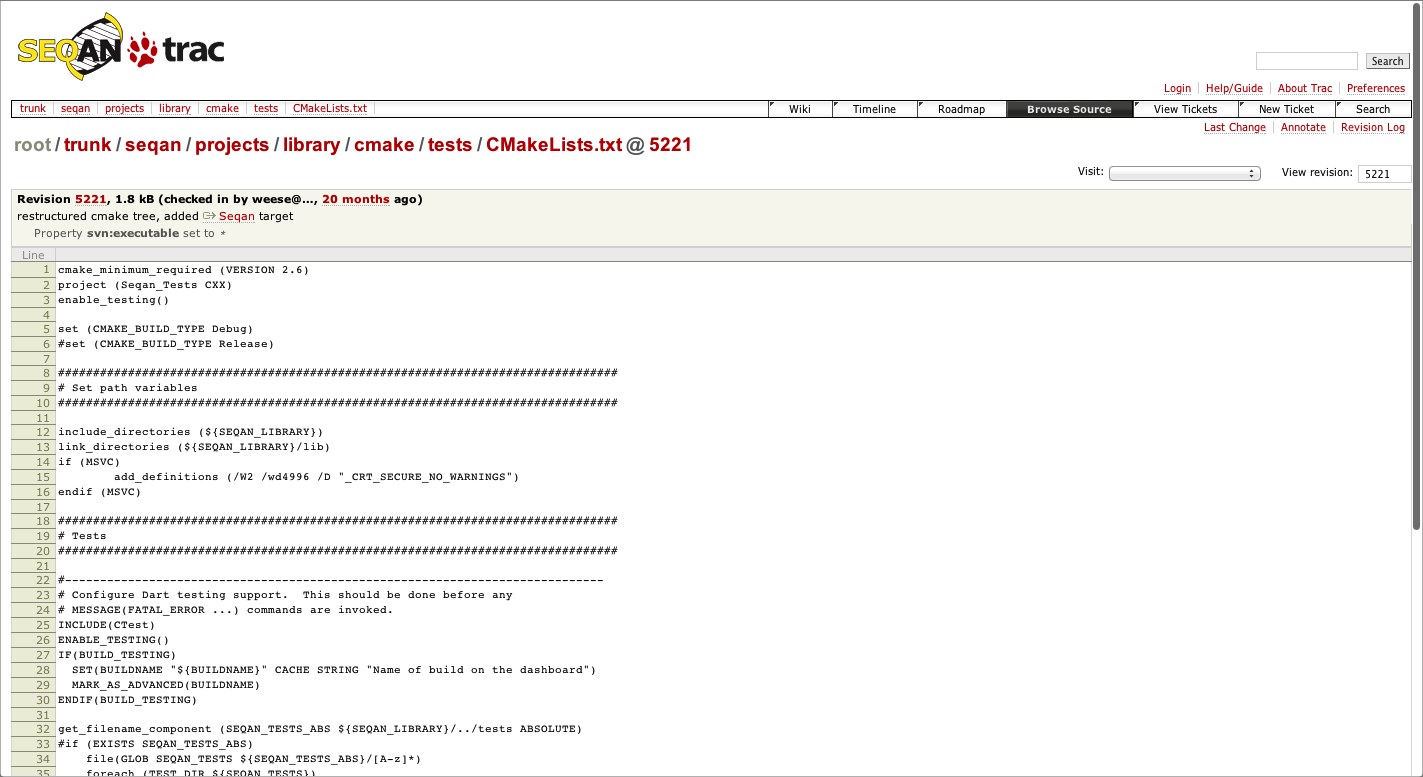 SEQAN trac
Search
Login Help/Guide About Trac Preferences
trunk seqan projects library cmake tests CMakeLists.txt Wiki Timeline Roadmap Browse Source View Tickets New Ticket Search
Last Change Annotate Revision Log
root / trunk / seqan / projects / library / cmake / tests / CMakeLists.txt @ 5221
Visit: View revision: 5221
Revision 5221, 1.8 kB (checked in by weese@…, 20 months ago)
restructured cmake tree, added Seqan target
Property svn:executable set to *
Line
1 cmake_minimum_required (VERSION 2.6)
2 project (Seqan_Tests CXX)
3 enable_testing()
4
5 set (CMAKE_BUILD_TYPE Debug)
6 #set (CMAKE_BUILD_TYPE Release)
7
8 ################################################################################
9 # Set path variables
10 ################################################################################
11
12 include_directories (${SEQAN_LIBRARY})
13 link_directories (${SEQAN_LIBRARY}/lib)
14 if (MSVC)
15 add_definitions (/W2 /wd4996 /D "_CRT_SECURE_NO_WARNINGS")
16 endif (MSVC)
17
18 ################################################################################
19 # Tests
20 ################################################################################
21
22 #-----------------------------------------------------------------------------
23 # Configure Dart testing support.  This should be done before any
24 # MESSAGE(FATAL_ERROR ...) commands are invoked.
25 INCLUDE(CTest)
26 ENABLE_TESTING()
27 IF(BUILD_TESTING)
28 SET(BUILDNAME "${BUILDNAME}" CACHE STRING "Name of build on the dashboard")
29 MARK_AS_ADVANCED(BUILDNAME)
30 ENDIF(BUILD_TESTING)
31
32 get_filename_component (SEQAN_TESTS_ABS ${SEQAN_LIBRARY}/../tests ABSOLUTE)
33 #if (EXISTS SEQAN_TESTS_ABS)
34 file(GLOB SEQAN_TESTS ${SEQAN_TESTS_ABS}/[A-z]*)
35 foreach (TEST_DIR ${SEQAN_TESTS})